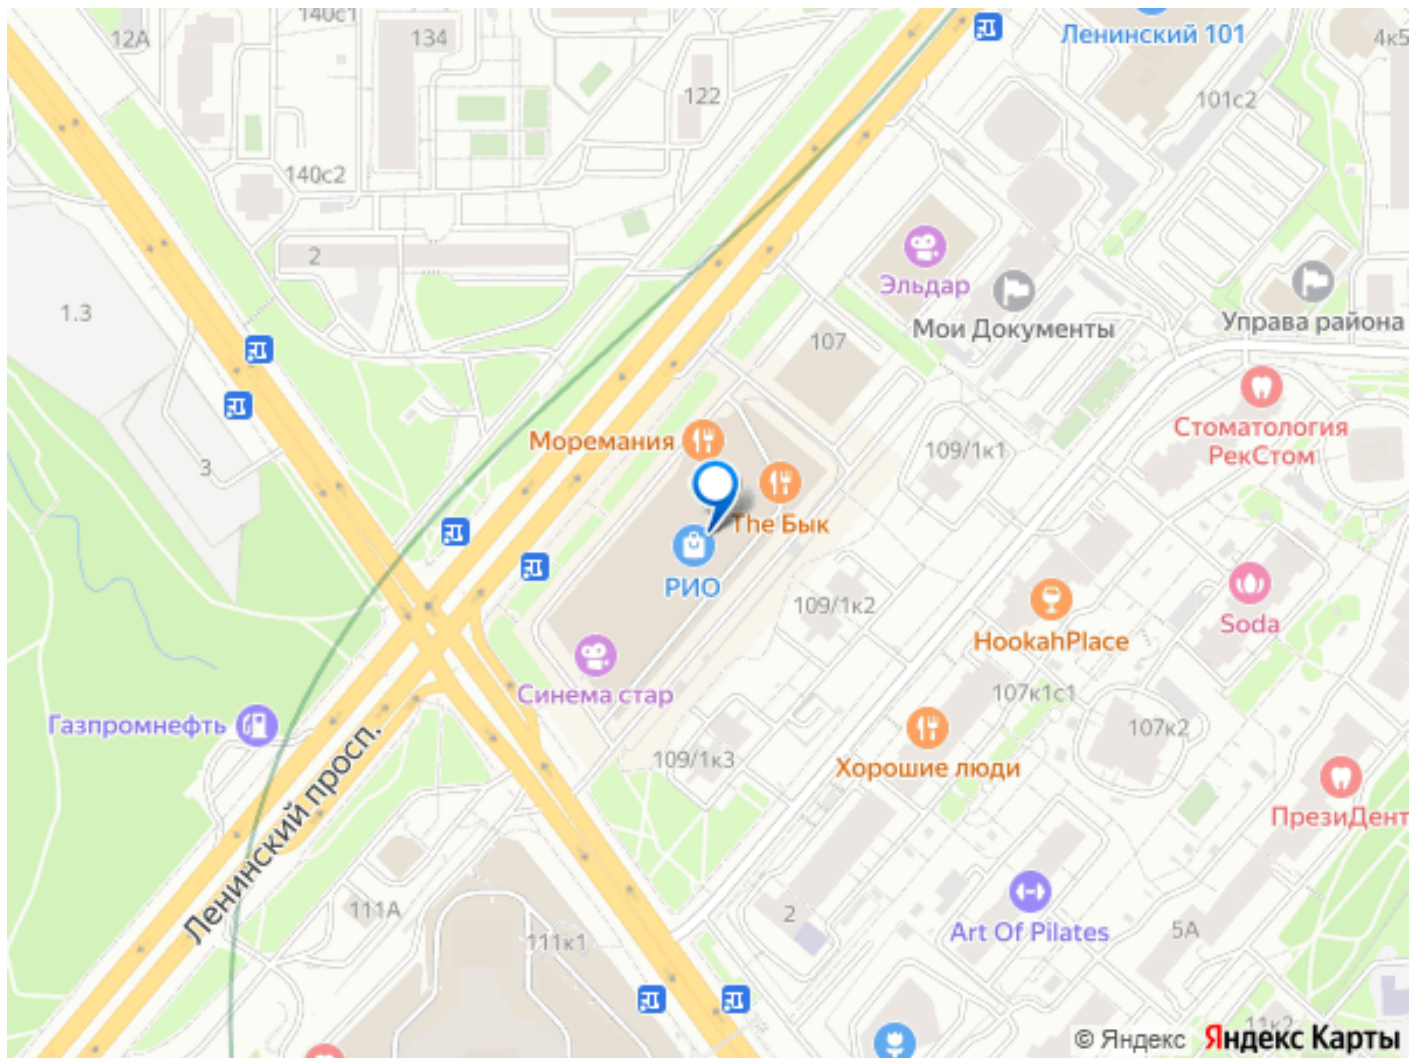 140с1
12А
134
Ленинский 101
4к5
122
101с2
140с2
2
Эльдар
1.3
Мои Документы
Управа района
107
Моремания
Стоматология
РекСтом
109/1к1
3
The Бык
РИО
109/1к2
HookahPlace
Soda
Синема стар
107к1с1
Газпромнефть
107к2
109/1к3
Хорошие люди
Ленинский просп.
ПрезиДент
111А
2
111к1
Art Of Pilates
5А
11к2
© Яндекс Яндекс Карты